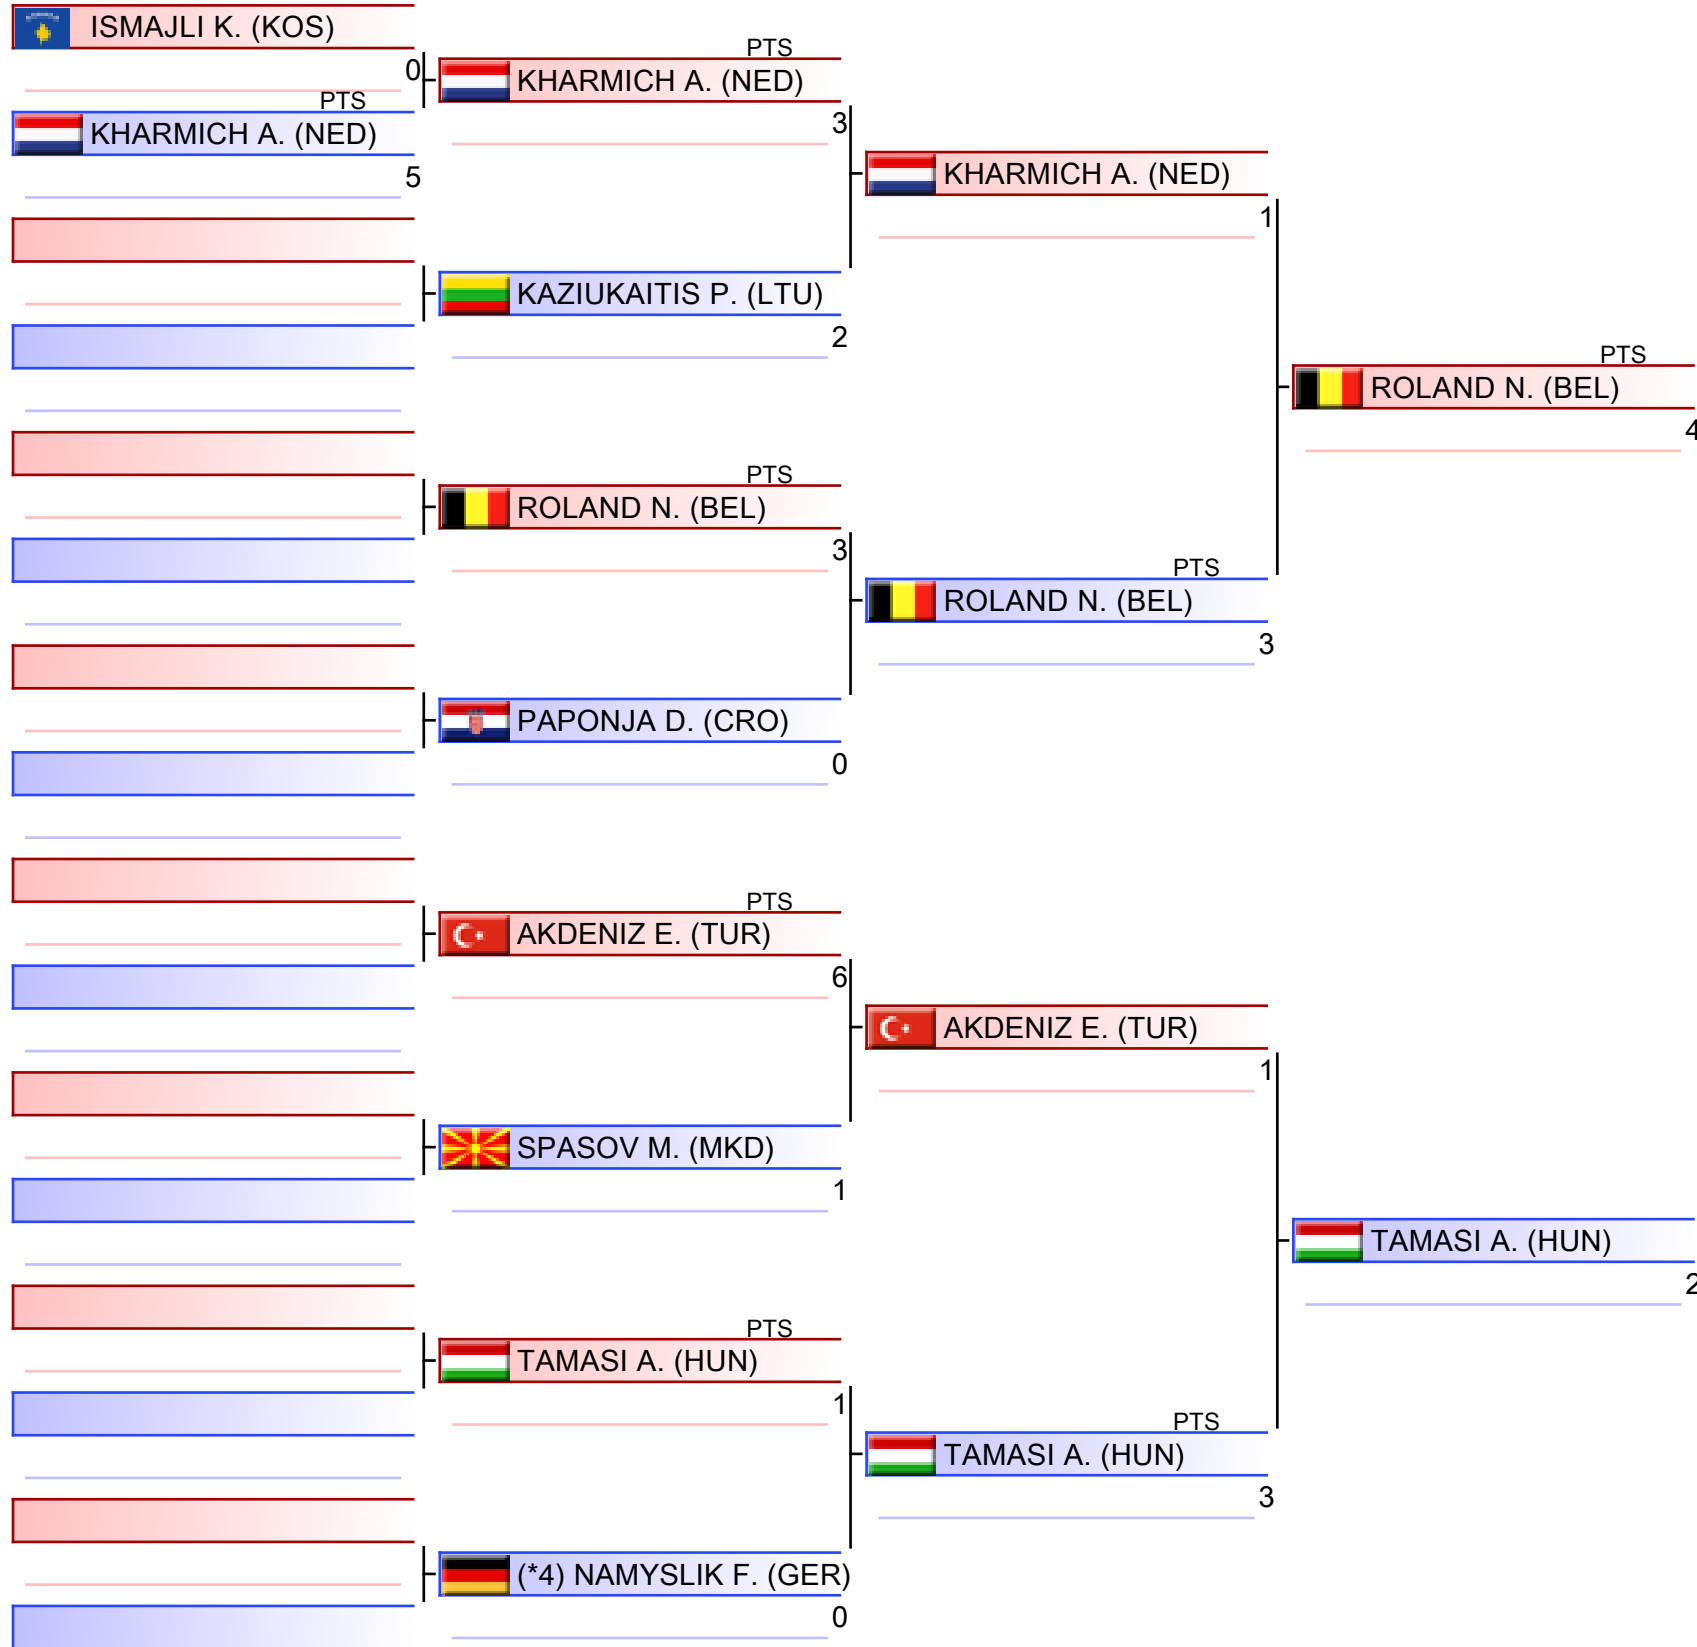 ISMAJLI K. (KOS)
0
PTS
KHARMICH A. (NED)
5
PTS
KHARMICH A. (NED)
3
KAZIUKAITIS P. (LTU)
2
PTS
ROLAND N. (BEL)
3
PAPONJA D. (CRO)
0
PTS
AKDENIZ E. (TUR)
6
SPASOV M. (MKD)
1
PTS
TAMASI A. (HUN)
1
(*4) NAMYSLIK F. (GER)
0
KHARMICH A. (NED)
1
PTS
ROLAND N. (BEL)
3
AKDENIZ E. (TUR)
1
PTS
TAMASI A. (HUN)
3
PTS
ROLAND N. (BEL)
4
TAMASI A. (HUN)
2